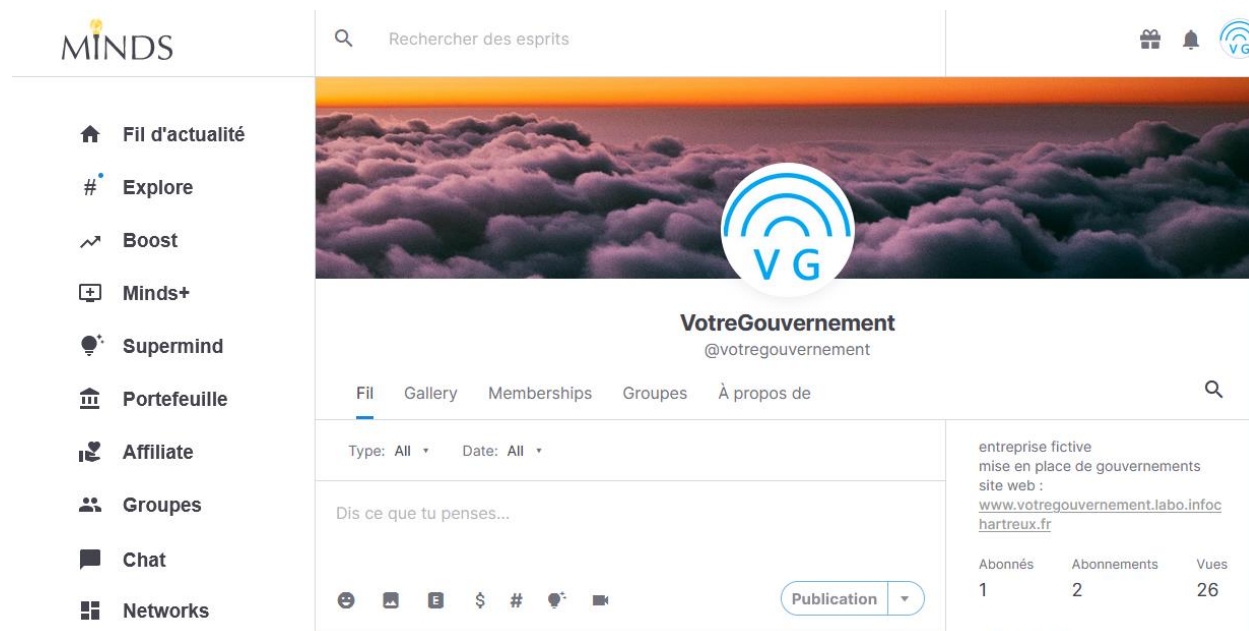 MINDS
Rechercher des esprits
VG
Fil d'actualité
Explore
Boost
Minds+
Supermind
Portefeuille
Affiliate
Groupes
Chat
Networks
V G
VotreGouvernement
@votregouvernement
Fil Gallery Memberships Groupes À propos de
Type: All Date: All
Dis ce que tu penses...
E $ #
Publication
entreprise fictive
mise en place de gouvernements
site web :
www.votregouvernement.labo.infoc
hartreux.fr
Abonnés Abonnements Vues
1 2 26